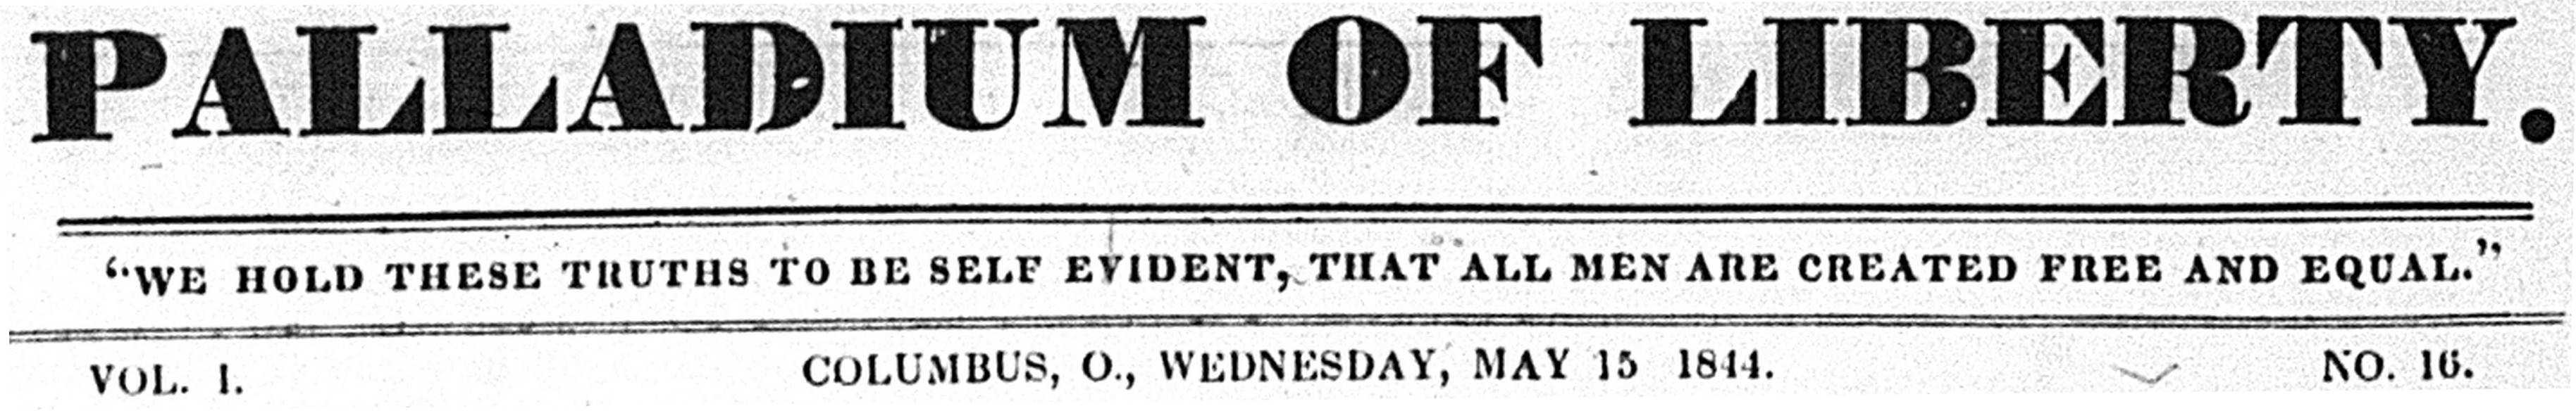 PALLADIUM OF LIBERTY.
“WE HOLD THESE TRUTHS TO BE SELF EVIDENT, THAT ALL MEN ARE CREATED FREE AND EQUAL.”
VOL. I. COLUMBUS, O., WEDNESDAY, MAY 15 1844. NO. 16.